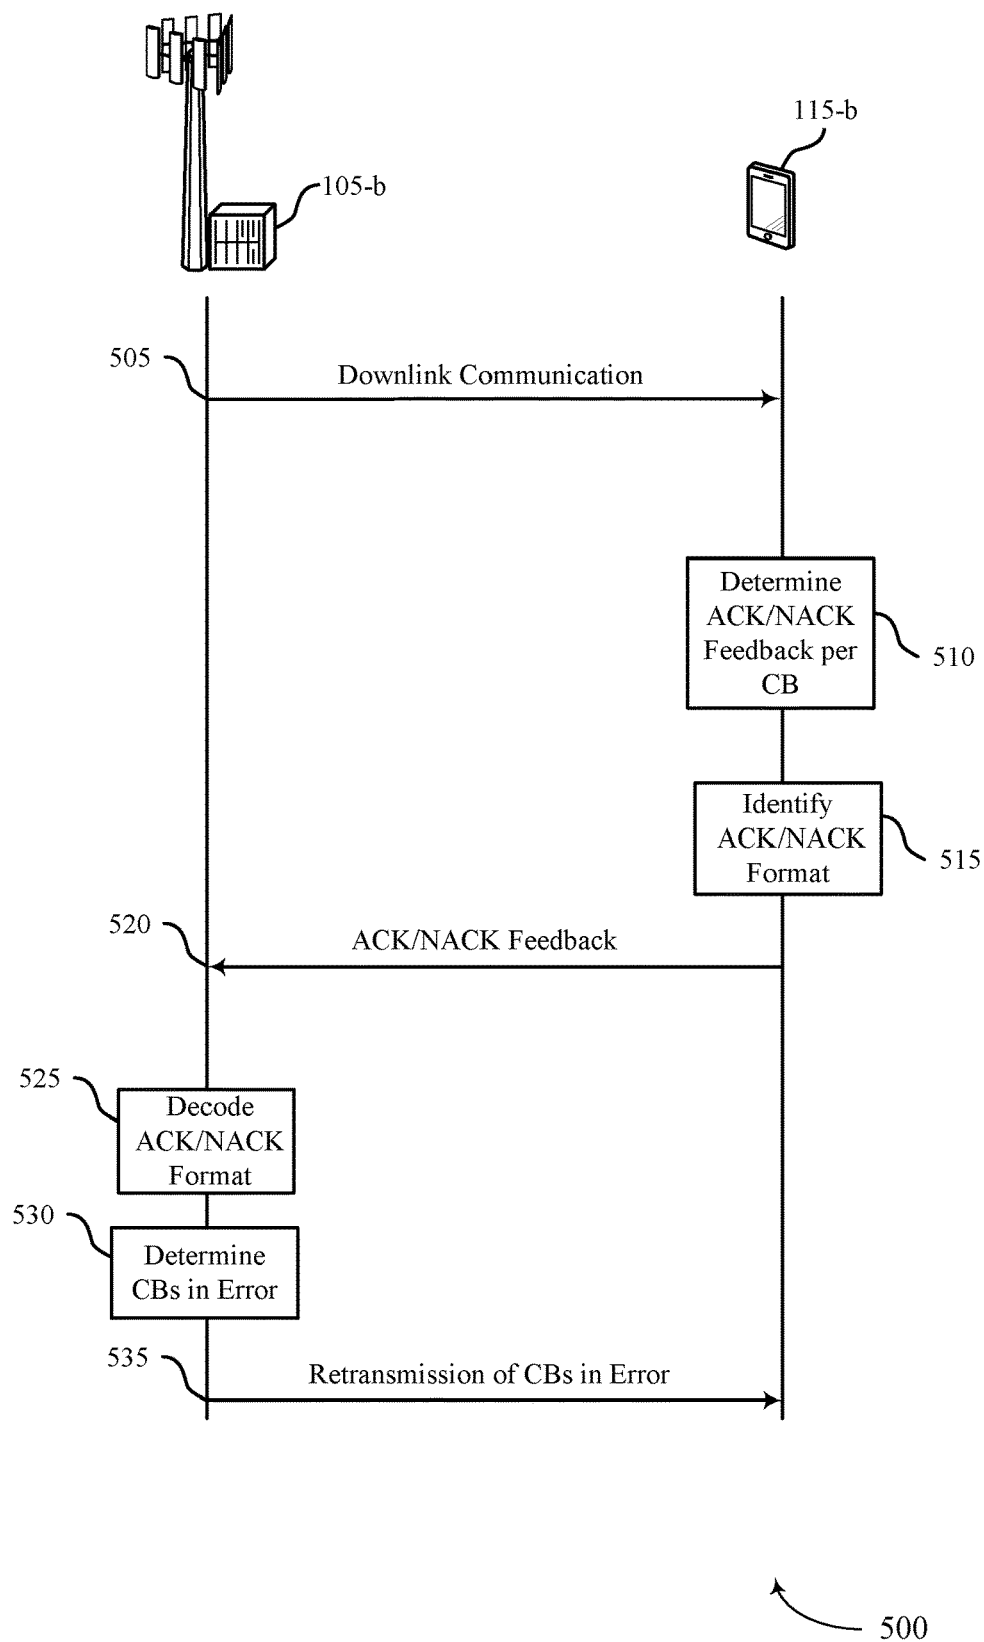 115-b
105-b
505
Downlink Communication
Determine
ACK/NACK
Feedback per
CB
510
Identify
ACK/NACK
Format
515
520
ACK/NACK Feedback
525
Decode
ACK/NACK
Format
530
Determine
CBs in Error
535
Retransmission of CBs in Error
500